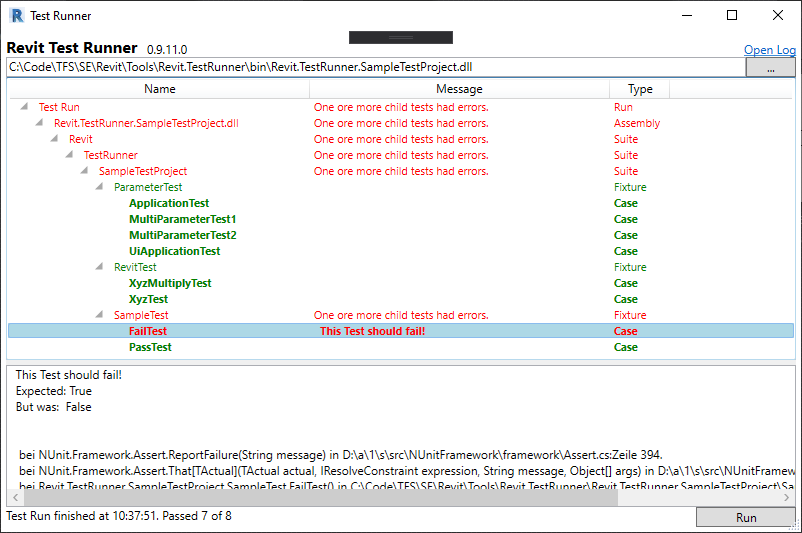 Test Runner
Revit Test Runner 0.9.11.0
Open Log
C:\Code\TFS\SE\Revit\Tools\Revit.TestRunner\bin\Revit.TestRunner.SampleTestProject.dll ...
Name Message Type
Test Run One ore more child tests had errors. Run
Revit.TestRunner.SampleTestProject.dll One ore more child tests had errors. Assembly
Revit One ore more child tests had errors. Suite
TestRunner One ore more child tests had errors. Suite
SampleTestProject One ore more child tests had errors. Suite
ParameterTest Fixture
ApplicationTest Case
MultiParameterTest1 Case
MultiParameterTest2 Case
UiApplicationTest Case
RevitTest Fixture
XyzMultiplyTest Case
XyzTest Case
SampleTest One ore more child tests had errors. Fixture
FailTest This Test should fail! Case
PassTest Case
This Test should fail!
Expected: True
But was: False
bei NUnit.Framework.Assert.ReportFailure(String message) in D:\a\1\s\src\NUnitFramework\framework\Assert.cs:Zeile 394.
bei NUnit.Framework.Assert.That[TActual](TActual actual, IResolveConstraint expression, String message, Object[] args) in D:\a\1\s\src\NUnitFramew
bei Revit.TestRunner.SampleTestProject.SampleTest.FailTest() in C:\Code\TFS\SE\Revit\Tools\Revit.TestRunner\Revit.TestRunner.SampleTestProject\Sa
Test Run finished at 10:37:51. Passed 7 of 8
Run